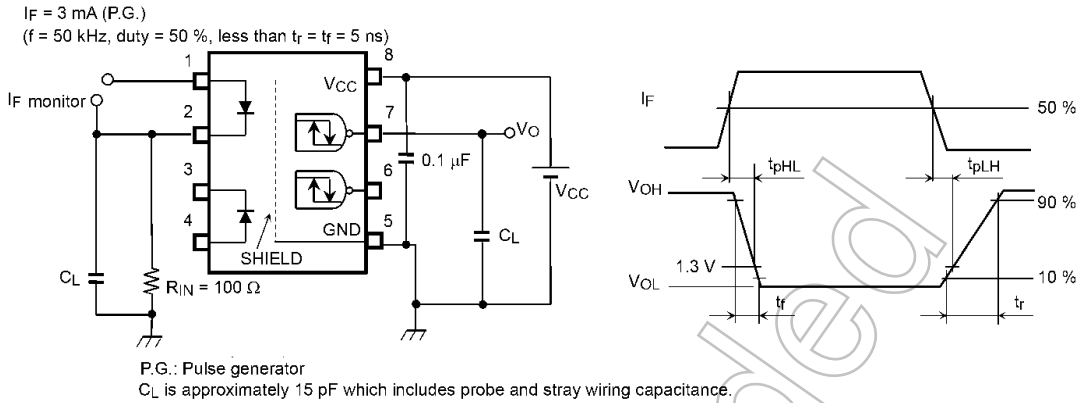 IF = 3 mA (P.G.)
(f = 50 kHz, duty = 50 %, less than tr = tf = 5 ns)
1
8
VCC
IF monitor
2
7
VO
3
6
0.1 μF
VCC
4
GND
5
SHIELD
CL
CL
RIN = 100 Ω
IF
50 %
tpHL
tpLH
VOH
90 %
1.3 V
VOL
10 %
tf
tr
P.G.: Pulse generator
CL is approximately 15 pF which includes probe and stray wiring capacitance.